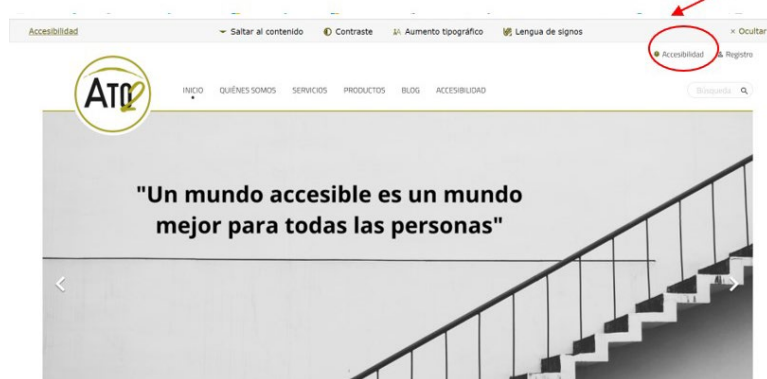 Accesibilidad Saltar al contenido Contraste Aumento tipográfico Lengua de signos × Ocultar
Accesibilidad Registro
ATO2
INICIO QUIÉNES SOMOS SERVICIOS PRODUCTOS BLOG ACCESIBILIDAD Búsqueda
"Un mundo accesible es un mundo
mejor para todas las personas"